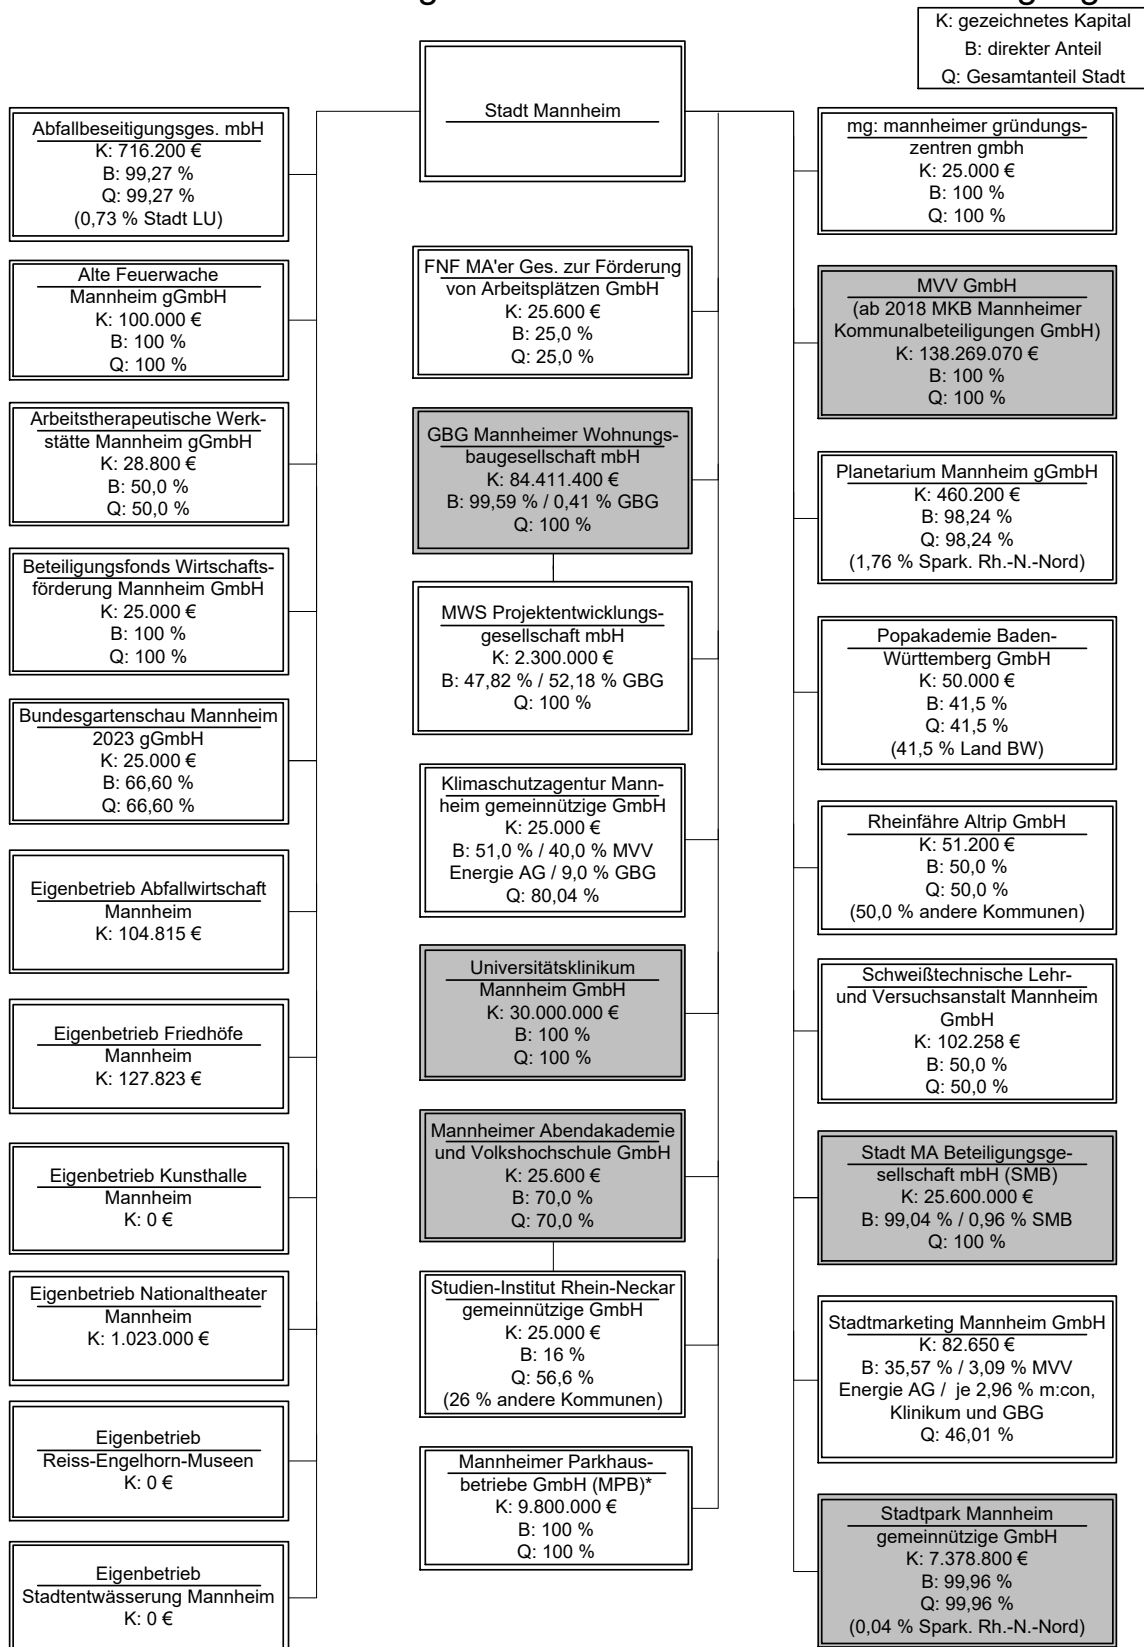 K: gezeichnetes Kapital
B: direkter Anteil
Q: Gesamtanteil Stadt
Stadt Mannheim
Abfallbeseitigungsges. mbH
K: 716.200 €
B: 99,27 %
Q: 99,27 %
(0,73 % Stadt LU)
Alte Feuerwache
Mannheim gGmbH
K: 100.000 €
B: 100 %
Q: 100 %
Arbeitstherapeutische Werk-
stätte Mannheim gGmbH
K: 28.800 €
B: 50,0 %
Q: 50,0 %
Beteiligungsfonds Wirtschafts-
förderung Mannheim GmbH
K: 25.000 €
B: 100 %
Q: 100 %
Bundesgartenschau Mannheim
2023 gGmbH
K: 25.000 €
B: 66,60 %
Q: 66,60 %
Eigenbetrieb Abfallwirtschaft
Mannheim
K: 104.815 €
Eigenbetrieb Friedhöfe
Mannheim
K: 127.823 €
Eigenbetrieb Kunsthalle
Mannheim
K: 0 €
Eigenbetrieb Nationaltheater
Mannheim
K: 1.023.000 €
Eigenbetrieb
Reiss-Engelhorn-Museen
K: 0 €
Eigenbetrieb
Stadtentwässerung Mannheim
K: 0 €
FNF MA'er Ges. zur Förderung
von Arbeitsplätzen GmbH
K: 25.600 €
B: 25,0 %
Q: 25,0 %
GBG Mannheimer Wohnungs-
baugesellschaft mbH
K: 84.411.400 €
B: 99,59 % / 0,41 % GBG
Q: 100 %
MWS Projektentwicklungs-
gesellschaft mbH
K: 2.300.000 €
B: 47,82 % / 52,18 % GBG
Q: 100 %
Klimaschutzagentur Mann-
heim gemeinnützige GmbH
K: 25.000 €
B: 51,0 % / 40,0 % MVV
Energie AG / 9,0 % GBG
Q: 80,04 %
Universitätsklinikum
Mannheim GmbH
K: 30.000.000 €
B: 100 %
Q: 100 %
Mannheimer Abendakademie
und Volkshochschule GmbH
K: 25.600 €
B: 70,0 %
Q: 70,0 %
Studien-Institut Rhein-Neckar
gemeinnützige GmbH
K: 25.000 €
B: 16 %
Q: 56,6 %
(26 % andere Kommunen)
Mannheimer Parkhaus-
betriebe GmbH (MPB)*
K: 9.800.000 €
B: 100 %
Q: 100 %
mg: mannheimer gründungs-
zentren gmbh
K: 25.000 €
B: 100 %
Q: 100 %
MVV GmbH
(ab 2018 MKB Mannheimer
Kommunalbeteiligungen GmbH)
K: 138.269.070 €
B: 100 %
Q: 100 %
Planetarium Mannheim gGmbH
K: 460.200 €
B: 98,24 %
Q: 98,24 %
(1,76 % Spark. Rh.-N.-Nord)
Popakademie Baden-
Württemberg GmbH
K: 50.000 €
B: 41,5 %
Q: 41,5 %
(41,5 % Land BW)
Rheinfähre Altrip GmbH
K: 51.200 €
B: 50,0 %
Q: 50,0 %
(50,0 % andere Kommunen)
Schweißtechnische Lehr-
und Versuchsanstalt Mannheim
GmbH
K: 102.258 €
B: 50,0 %
Q: 50,0 %
Stadt MA Beteiligungsge-
sellschaft mbH (SMB)
K: 25.600.000 €
B: 99,04 % / 0,96 % SMB
Q: 100 %
Stadtmarketing Mannheim GmbH
K: 82.650 €
B: 35,57 % / 3,09 % MVV
Energie AG / je 2,96 % m:con,
Klinikum und GBG
Q: 46,01 %
Stadtpark Mannheim
gemeinnützige GmbH
K: 7.378.800 €
B: 99,96 %
Q: 99,96 %
(0,04 % Spark. Rh.-N.-Nord)